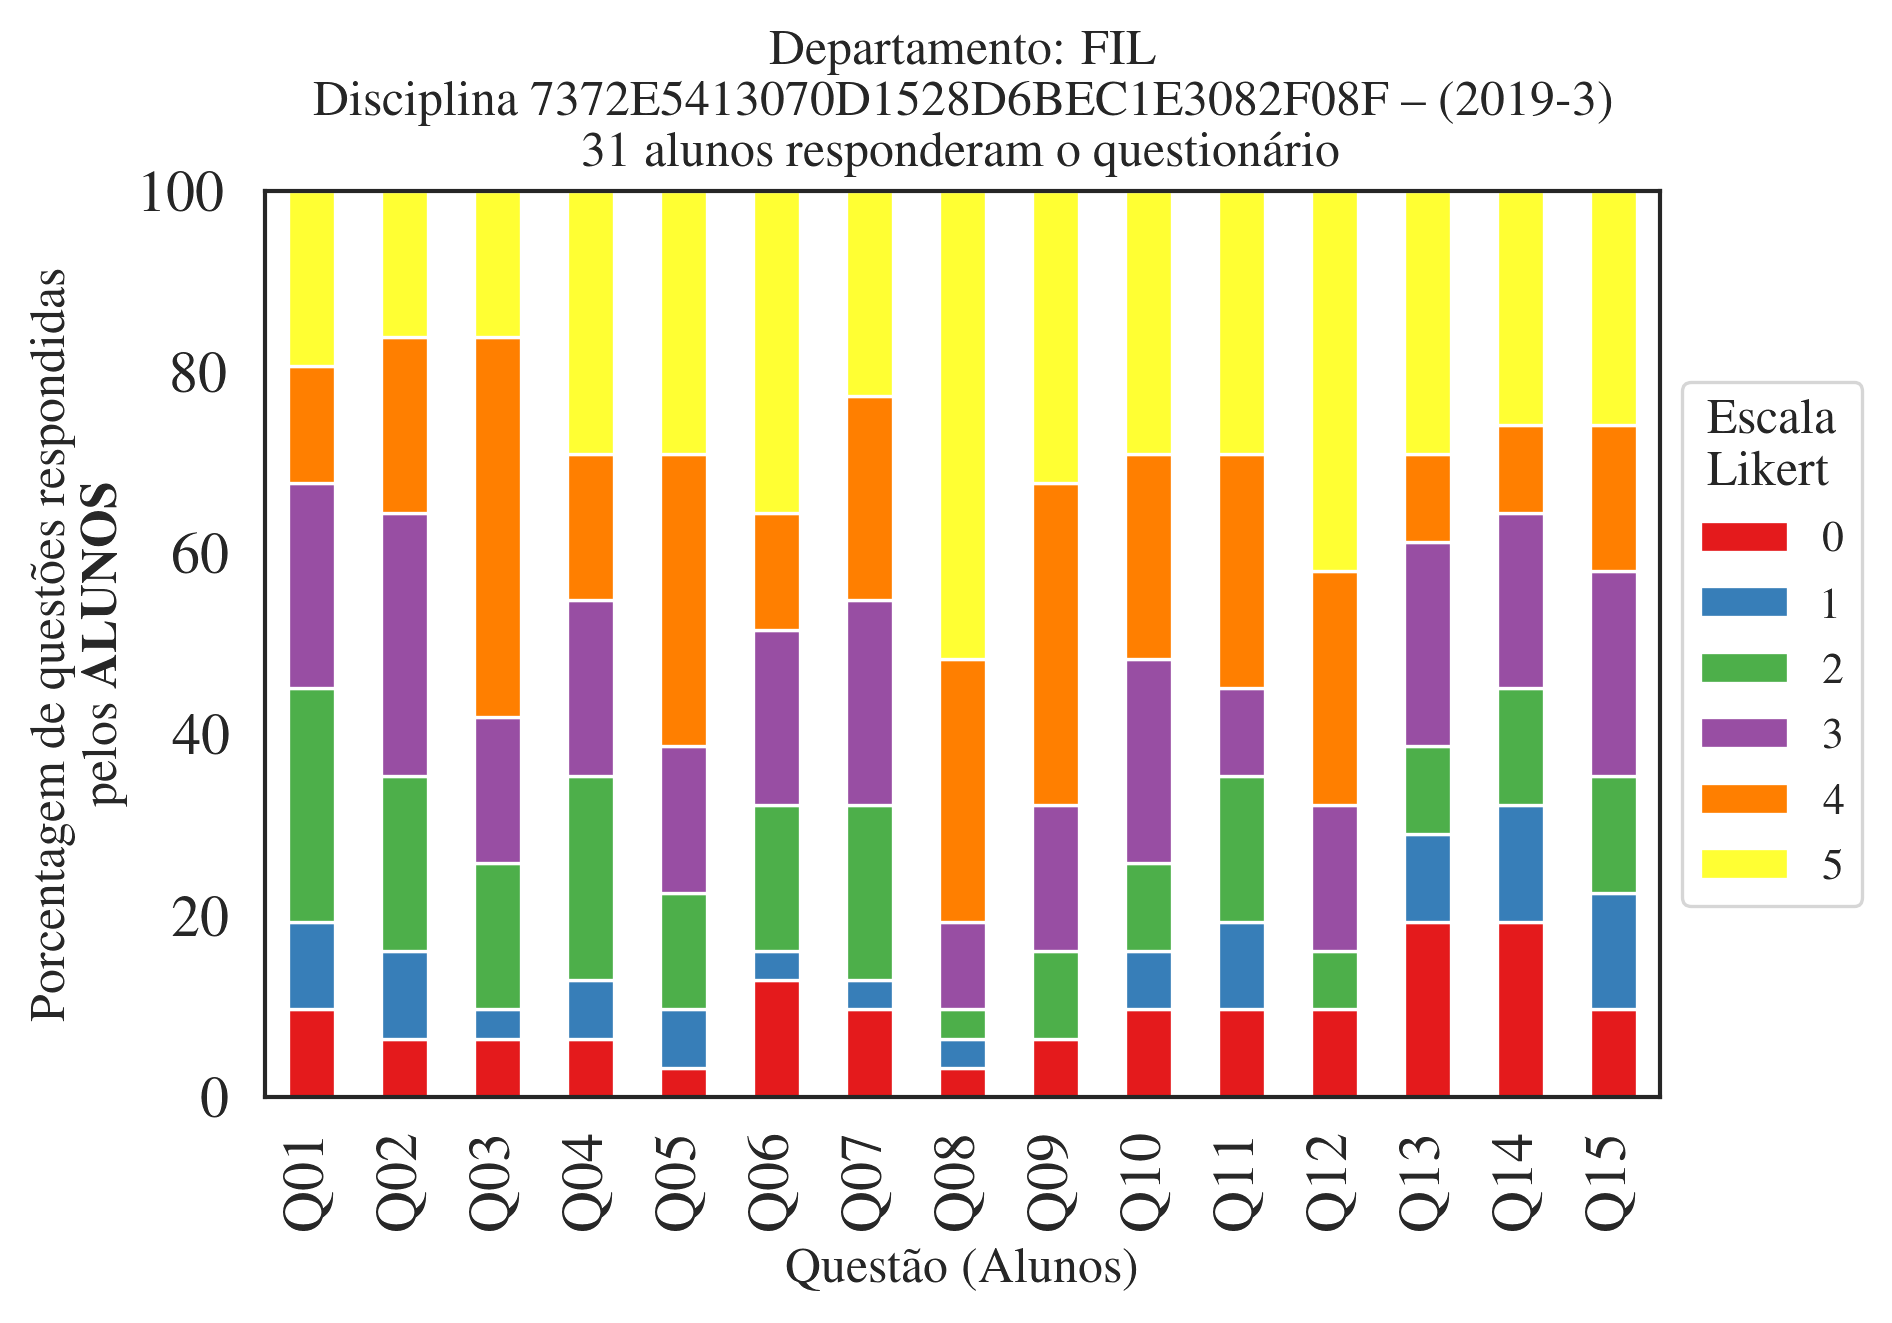 Departamento: FIL
Disciplina 7372E5413070D1528D6BEC1E3082F08F – (2019-3)
31 alunos responderam o questionário
Porcentagem de questões respondidas
pelos ALUNOS
100
80
60
40
20
0
Q01
Q02
Q03
Q04
Q05
Q06
Q07
Q08
Q09
Q10
Q11
Q12
Q13
Q14
Q15
Questão (Alunos)
Escala
Likert
0
1
2
3
4
5